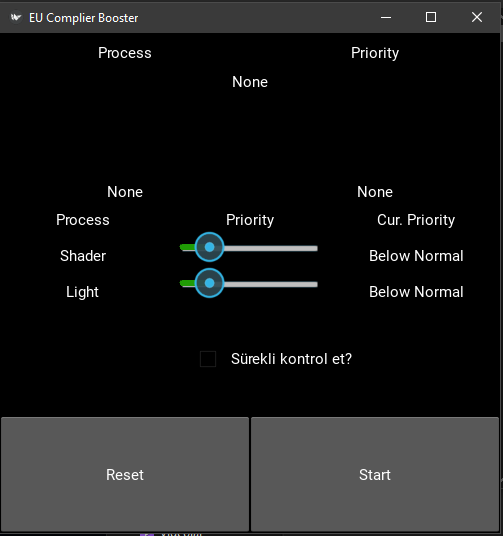 EU Complier Booster
Process Priority
None
None None
Process Priority Cur. Priority
Shader Below Normal
Light Below Normal
Sürekli kontrol et?
Reset Start